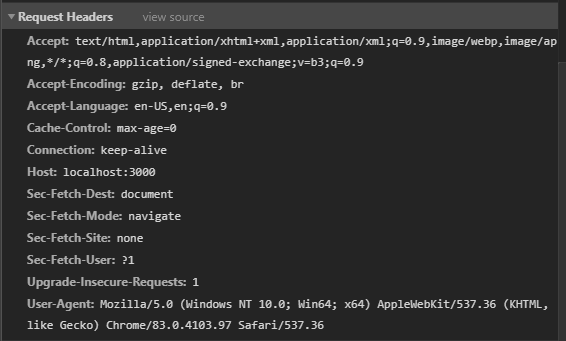 Request Headers view source
Accept: text/html,application/xhtml+xml,application/xml;q=0.9,image/webp,image/ap
ng,*/*;q=0.8,application/signed-exchange;v=b3;q=0.9
Accept-Encoding: gzip, deflate, br
Accept-Language: en-US,en;q=0.9
Cache-Control: max-age=0
Connection: keep-alive
Host: localhost:3000
Sec-Fetch-Dest: document
Sec-Fetch-Mode: navigate
Sec-Fetch-Site: none
Sec-Fetch-User: ?1
Upgrade-Insecure-Requests: 1
User-Agent: Mozilla/5.0 (Windows NT 10.0; Win64; x64) AppleWebKit/537.36 (KHTML,
like Gecko) Chrome/83.0.4103.97 Safari/537.36